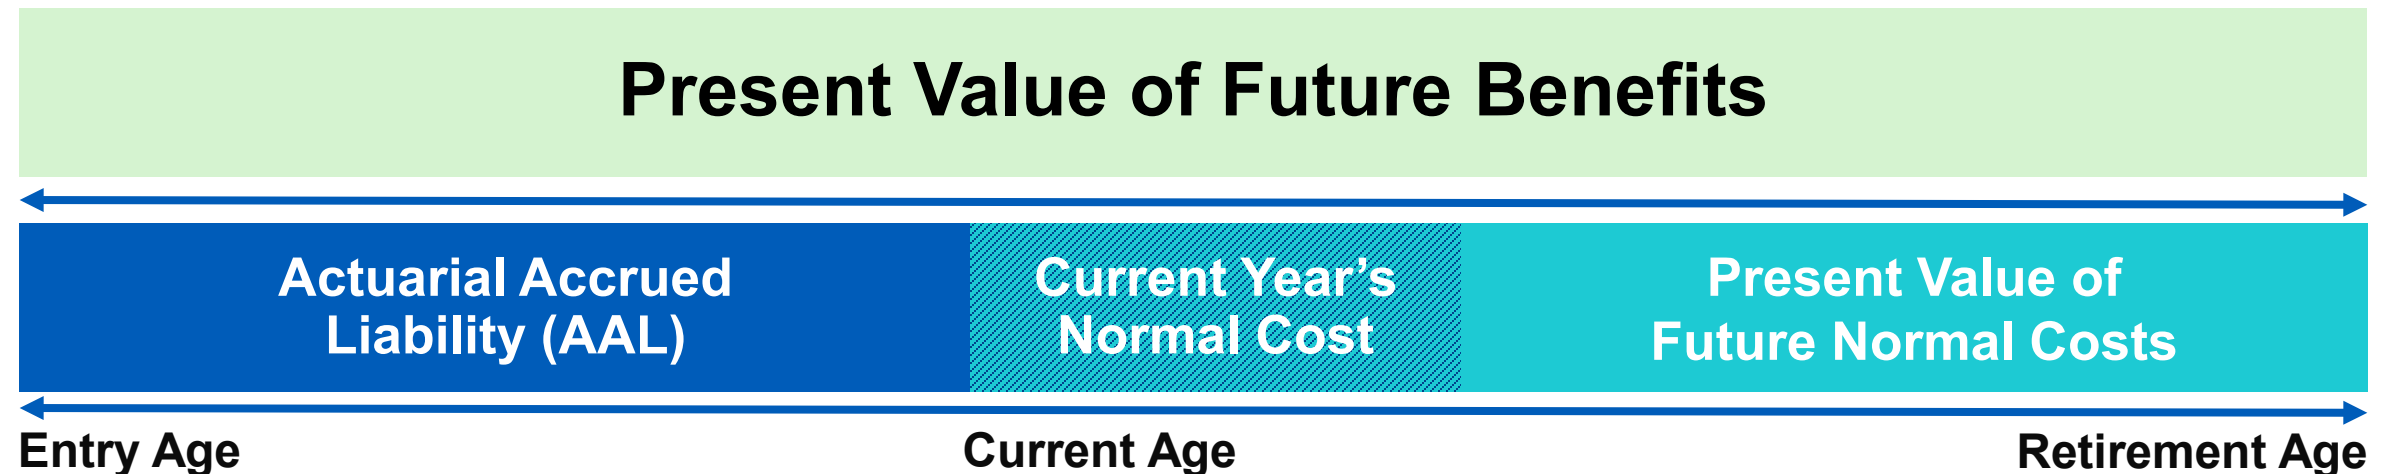 Present Value of Future Benefits
Actuarial Accrued
Liability (AAL)
Current Year’s
Normal Cost
Present Value of
Future Normal Costs
Entry Age
Current Age
Retirement Age